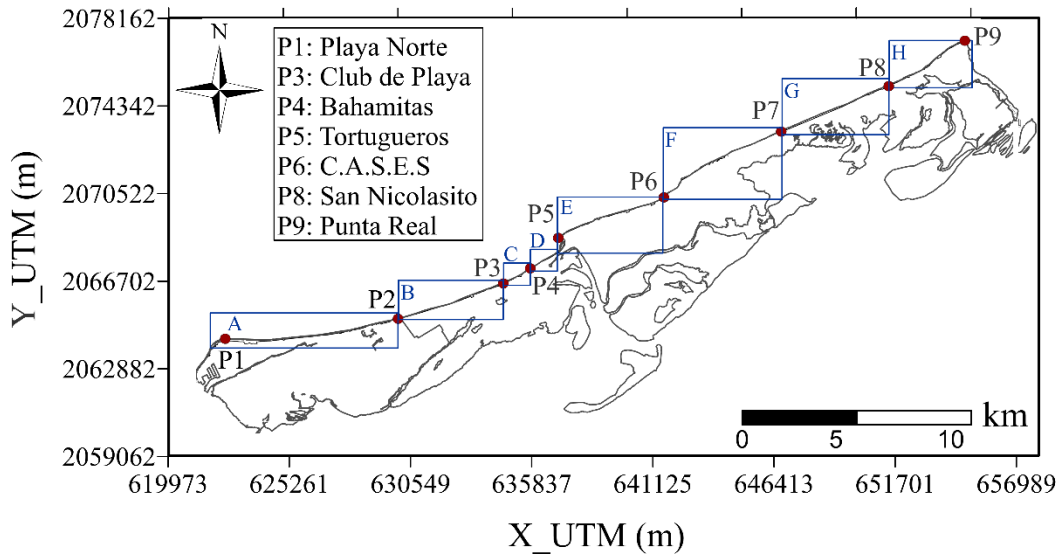 2078162
2074342
2070522
2066702
2062882
2059062
Y_UTM (m)
N
P1: Playa Norte
P3: Club de Playa
P4: Bahamitas
P5: Tortugueros
P6: C.A.S.E.S
P8: San Nicolasito
P9: Punta Real
H
P9
P8
G
P7
F
P6
E
P5
D
C
P4
P3
B
P2
A
P1
km
0 5 10
619973 625261 630549 635837 641125 646413 651701 656989
X_UTM (m)